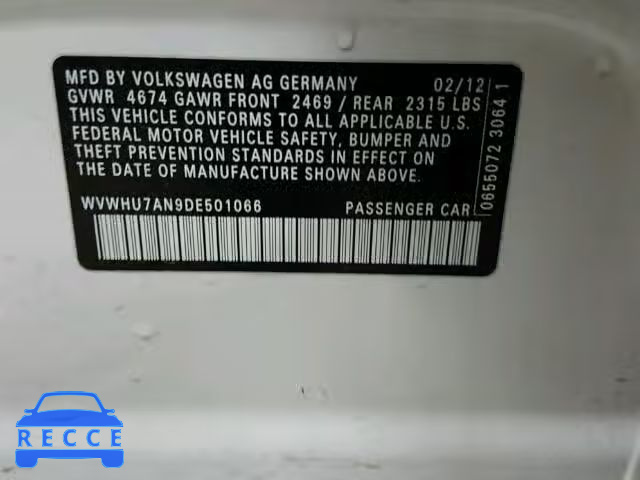 MFD BY VOLKSWAGEN AG GERMANY 02/12
GVWR 4674 GAWR FRONT 2469 / REAR 2315 LBS
THIS VEHICLE CONFORMS TO ALL APPLICABLE U.S.
FEDERAL MOTOR VEHICLE SAFETY, BUMPER AND
THEFT PREVENTION STANDARDS IN EFFECT ON
THE DATE OF MANUFACTURE SHOWN ABOVE.
WVWHU7AN9DE501066 PASSENGER CAR
0655072 3064 1
RECCE